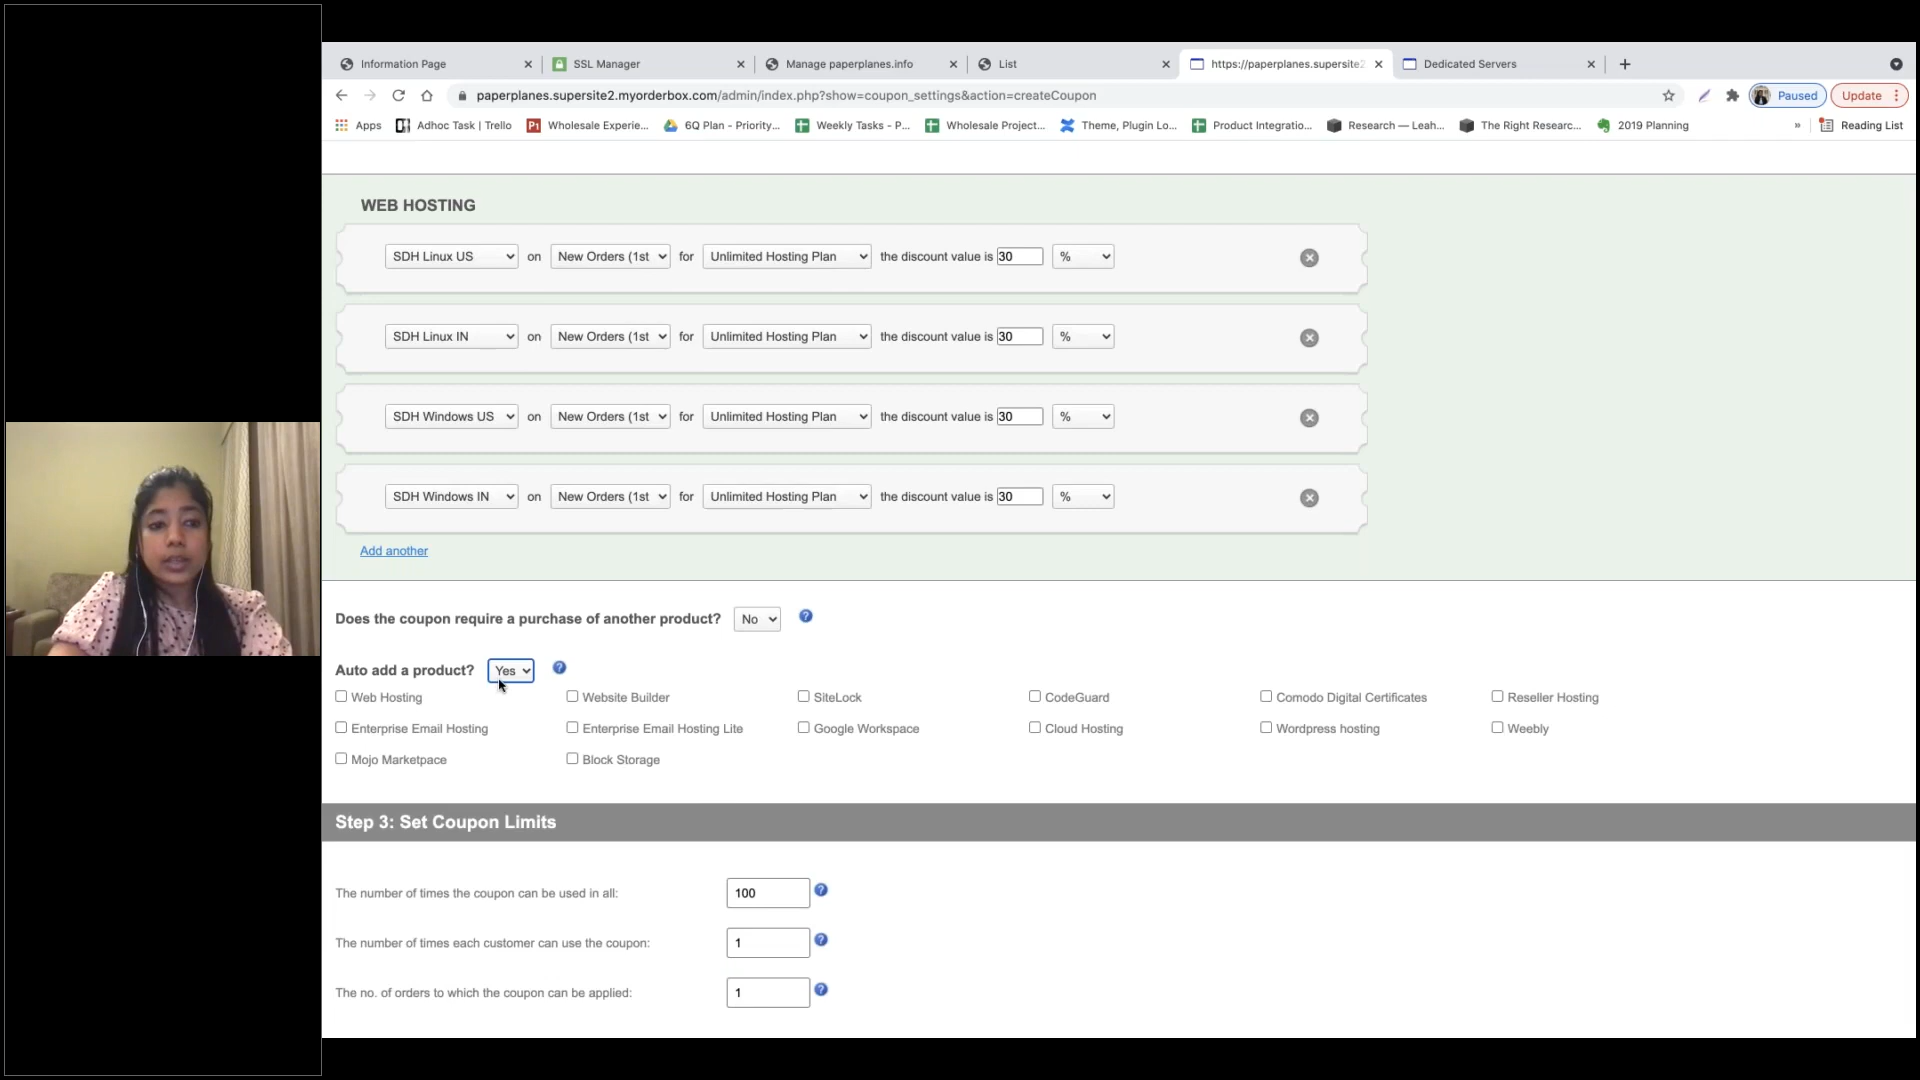 Information Page
SSL Manager
Manage paperplanes.info
List
https://paperplanes.supersite2
Dedicated Servers
paperplanes.supersite2.myorderbox.com/admin/index.php?show=coupon_settings&action=createCoupon
Paused
Update
Apps
Adhoc Task | Trello
Wholesale Experie...
6Q Plan - Priority...
Weekly Tasks - P...
Wholesale Project...
Theme, Plugin Lo...
Product Integratio...
Research — Leah...
The Right Researc...
2019 Planning
»
Reading List
WEB HOSTING
SDH Linux US on New Orders (1st for Unlimited Hosting Plan the discount value is 30 %
SDH Linux IN on New Orders (1st for Unlimited Hosting Plan the discount value is 30 %
SDH Windows US on New Orders (1st for Unlimited Hosting Plan the discount value is 30 %
SDH Windows IN on New Orders (1st for Unlimited Hosting Plan the discount value is 30 %
Add another
Does the coupon require a purchase of another product? No ?
Auto add a product? Yes ?
Web Hosting Website Builder SiteLock CodeGuard Comodo Digital Certificates Reseller Hosting
Enterprise Email Hosting Enterprise Email Hosting Lite Google Workspace Cloud Hosting Wordpress hosting Weebly
Mojo Marketpace Block Storage
Step 3: Set Coupon Limits
The number of times the coupon can be used in all: 100 ?
The number of times each customer can use the coupon: 1 ?
The no. of orders to which the coupon can be applied: 1 ?